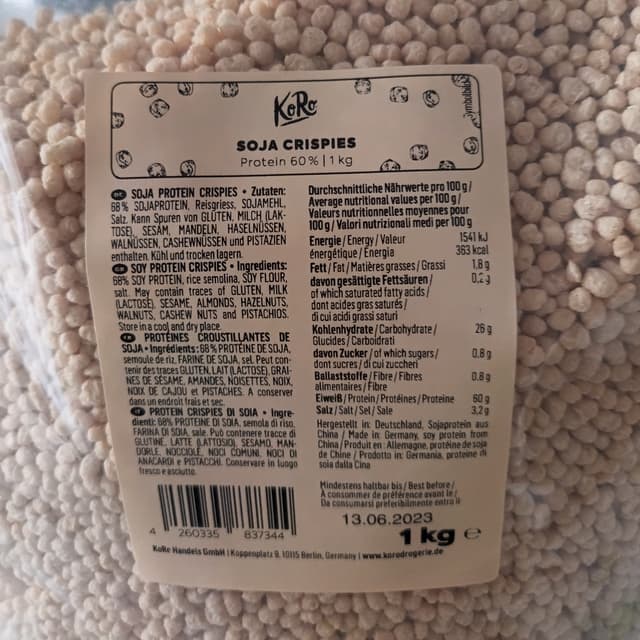 KoRo
SOJA CRISPIES
Protein 60% | 1 kg
SOJA PROTEIN CRISPIES • Zutaten:
68 % SOJAPROTEIN, Reisgriess, SOJAMEHL,
Salz. Kann Spuren von GLUTEN, MILCH (LAK-
TOSE), SESAM, MANDELN, HASELNÜSSEN,
WALNÜSSEN, CASHEWNÜSSEN und PISTAZIEN
enthalten. Kühl und trocken lagern.
SOY PROTEIN CRISPIES • Ingredients:
68% SOY PROTEIN, rice semolina, SOY FLOUR,
salt. May contain traces of GLUTEN, MILK
(LACTOSE), SESAME, ALMONDS, HAZELNUTS,
WALNUTS, CASHEW NUTS and PISTACHIOS.
Store in a cool and dry place.
PROTÉINES CROUSTILLANTES DE
SOJA • Ingrédients: 68% PROTÉINE DE SOJA,
semoule de riz, FARINE DE SOJA, sel. Peut con-
tenir des traces GLUTEN, LAIT (LACTOSE), GRAI-
NES DE SÉSAME, AMANDES, NOISETTES, NOIX,
NOIX DE CAJOU et PISTACHES. A conserver
dans un endroit frais et sec.
PROTEIN CRISPIES DI SOIA • Ingre-
dienti: 68% PROTEINE DI SOIA, semola di riso,
FARINA DI SOIA, sale. Può contenere tracce di
GLUTINE, LATTE (LATTOSIO), SESAMO, MAN-
DORLE, NOCCIOLE, NOCI COMUNI, NOCI DI
ANACARDI e PISTACCHI. Conservare in luogo
fresco e asciutto.
4 260335 837344
Durchschnittliche Nährwerte pro 100 g /
Average nutritional values per 100 g /
Valeurs nutritionnelles moyennes pour
100 g / Valori nutrizionali medi per 100 g
Energie / Energy / Valeur 1541 kJ
énergétique / Energia 363 kcal
Fett / Fat / Matières grasses / Grassi 1,8 g
davon gesättigte Fettsäuren / 0,2 g
of which saturated fatty acids /
dont acides gras saturés /
di cui acidi grassi saturi
Kohlenhydrate / Carbohydrate / 26 g
Glucides / Carboidrati
davon Zucker / of which sugars / 0,8 g
dont sucres / di cui zuccheri
Ballaststoffe / Fibre / Fibres 0,8 g
alimentaires / Fibre
Eiweiß / Protein / Protéines / Proteine 60 g
Salz / Salt / Sel / Sale 3,2 g
Hergestellt in: Deutschland, Sojaprotein aus
China / Made in: Germany, soy protein from
China / Produit en: Allemagne, protéine de soja
de Chine / Prodotto in: Germania, proteine di
soia dalla Cina
Mindestens haltbar bis / Best before /
À consommer de préférence avant le /
Da consumarsi preferibilmente entro il:
13.06.2023
1 kg e
KoRo Handels GmbH | Koppenplatz 9, 10115 Berlin, Germany | www.korodrogerie.de